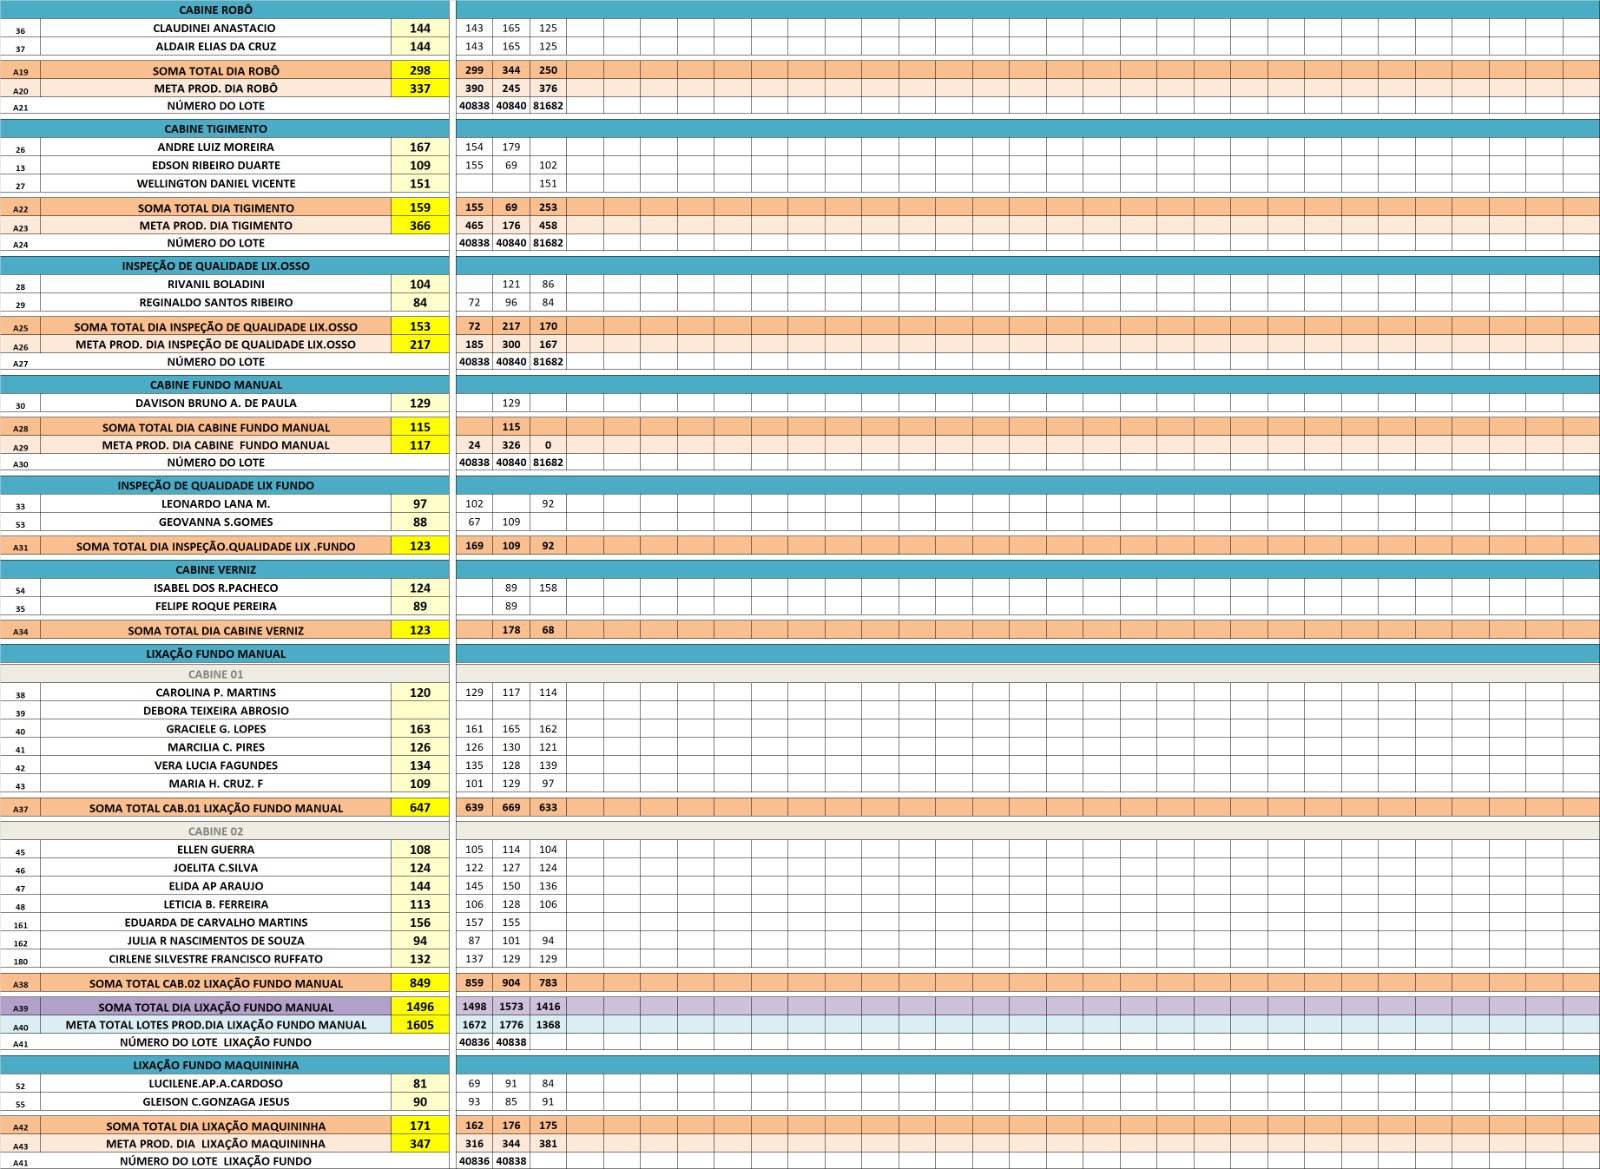 CABINE ROBÔ
36 CLAUDINEI ANASTACIO 144 143 165 125
37 ALDAIR ELIAS DA CRUZ 144 143 165 125
A19 SOMA TOTAL DIA ROBÔ 298 299 344 250
A20 META PROD. DIA ROBÔ 337 390 245 376
A21 NÚMERO DO LOTE 40838 40840 81682
CABINE TIGIMENTO
26 ANDRE LUIZ MOREIRA 167 154 179
13 EDSON RIBEIRO DUARTE 109 155 69 102
27 WELLINGTON DANIEL VICENTE 151 151
A22 SOMA TOTAL DIA TIGIMENTO 159 155 69 253
A23 META PROD. DIA TIGIMENTO 366 465 176 458
A24 NÚMERO DO LOTE 40838 40840 81682
INSPEÇÃO DE QUALIDADE LIX.OSSO
28 RIVANIL BOLADINI 104 121 86
29 REGINALDO SANTOS RIBEIRO 84 72 96 84
A25 SOMA TOTAL DIA INSPEÇÃO DE QUALIDADE LIX.OSSO 153 72 217 170
A26 META PROD. DIA INSPEÇÃO DE QUALIDADE LIX.OSSO 217 185 300 167
A27 NÚMERO DO LOTE 40838 40840 81682
CABINE FUNDO MANUAL
30 DAVISON BRUNO A. DE PAULA 129 129
A28 SOMA TOTAL DIA CABINE FUNDO MANUAL 115 115
A29 META PROD. DIA CABINE FUNDO MANUAL 117 24 326 0
A30 NÚMERO DO LOTE 40838 40840 81682
INSPEÇÃO DE QUALIDADE LIX FUNDO
33 LEONARDO LANA M. 97 102 92
53 GEOVANNA S.GOMES 88 67 109
A31 SOMA TOTAL DIA INSPEÇÃO.QUALIDADE LIX .FUNDO 123 169 109 92
CABINE VERNIZ
54 ISABEL DOS R.PACHECO 124 89 158
35 FELIPE ROQUE PEREIRA 89 89
A34 SOMA TOTAL DIA CABINE VERNIZ 123 178 68
LIXAÇÃO FUNDO MANUAL
CABINE 01
38 CAROLINA P. MARTINS 120 129 117 114
39 DEBORA TEIXEIRA ABROSIO
40 GRACIELE G. LOPES 163 161 165 162
41 MARCILIA C. PIRES 126 126 130 121
42 VERA LUCIA FAGUNDES 134 135 128 139
43 MARIA H. CRUZ. F 109 101 129 97
A37 SOMA TOTAL CAB.01 LIXAÇÃO FUNDO MANUAL 647 639 669 633
CABINE 02
45 ELLEN GUERRA 108 105 114 104
46 JOELITA C.SILVA 124 122 127 124
47 ELIDA AP ARAUJO 144 145 150 136
48 LETICIA B. FERREIRA 113 106 128 106
161 EDUARDA DE CARVALHO MARTINS 156 157 155
162 JULIA R NASCIMENTOS DE SOUZA 94 87 101 94
180 CIRLENE SILVESTRE FRANCISCO RUFFATO 132 137 129 129
A38 SOMA TOTAL CAB.02 LIXAÇÃO FUNDO MANUAL 849 859 904 783
A39 SOMA TOTAL DIA LIXAÇÃO FUNDO MANUAL 1496 1498 1573 1416
A40 META TOTAL LOTES PROD.DIA LIXAÇÃO FUNDO MANUAL 1605 1672 1776 1368
A41 NÚMERO DO LOTE LIXAÇÃO FUNDO 40836 40838
LIXAÇÃO FUNDO MAQUININHA
52 LUCILENE.AP.A.CARDOSO 81 69 91 84
55 GLEISON C.GONZAGA JESUS 90 93 85 91
A42 SOMA TOTAL DIA LIXAÇÃO MAQUININHA 171 162 176 175
A43 META PROD. DIA LIXAÇÃO MAQUININHA 347 316 344 381
A41 NÚMERO DO LOTE LIXAÇÃO FUNDO 40836 40838